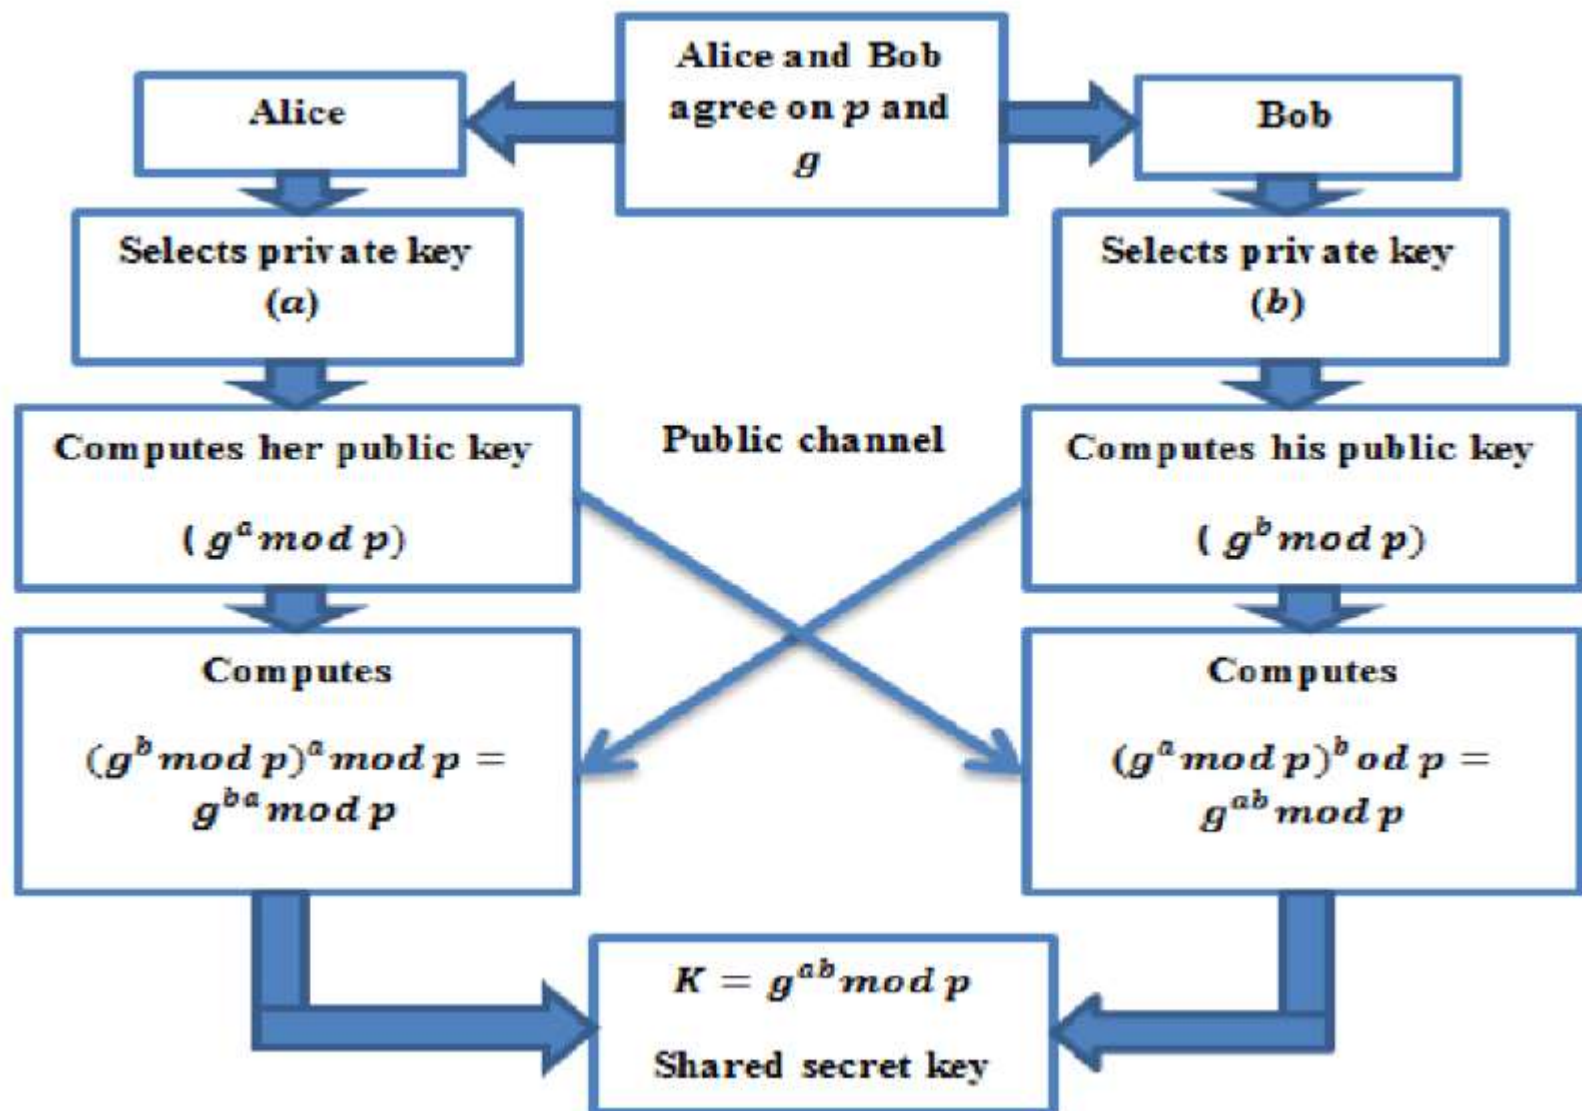 Alice and Bob
agree on p and
g
Alice
Bob
Selects private key
(a)
Selects private key
(b)
Computes her public key
( g^a mod p)
Public channel
Computes his public key
( g^b mod p)
Computes
(g^b mod p)^a mod p =
g^{ba} mod p
Computes
(g^a mod p)^b od p =
g^{ab} mod p
K = g^{ab} mod p
Shared secret key